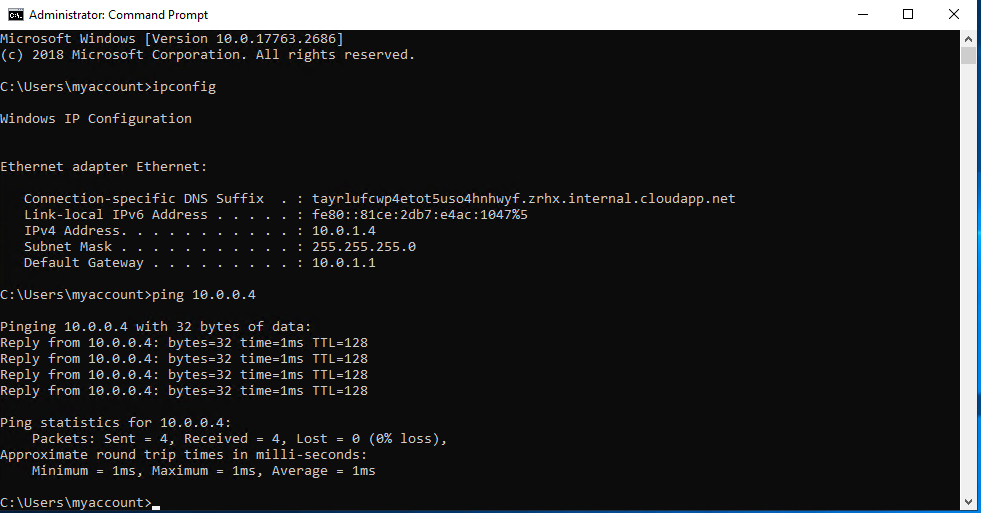 Administrator: Command Prompt
Microsoft Windows [Version 10.0.17763.2686]
(c) 2018 Microsoft Corporation. All rights reserved.
C:\Users\myaccount>ipconfig
Windows IP Configuration
Ethernet adapter Ethernet:
   Connection-specific DNS Suffix  . : tayrlufcwp4etot5uso4hnhwyf.zrhx.internal.cloudapp.net
   Link-local IPv6 Address . . . . . : fe80::81ce:2db7:e4ac:1047%5
   IPv4 Address. . . . . . . . . . . : 10.0.1.4
   Subnet Mask . . . . . . . . . . . : 255.255.255.0
   Default Gateway . . . . . . . . . : 10.0.1.1
C:\Users\myaccount>ping 10.0.0.4
Pinging 10.0.0.4 with 32 bytes of data:
Reply from 10.0.0.4: bytes=32 time=1ms TTL=128
Reply from 10.0.0.4: bytes=32 time=1ms TTL=128
Reply from 10.0.0.4: bytes=32 time=1ms TTL=128
Reply from 10.0.0.4: bytes=32 time=1ms TTL=128
Ping statistics for 10.0.0.4:
    Packets: Sent = 4, Received = 4, Lost = 0 (0% loss),
Approximate round trip times in milli-seconds:
    Minimum = 1ms, Maximum = 1ms, Average = 1ms
C:\Users\myaccount>